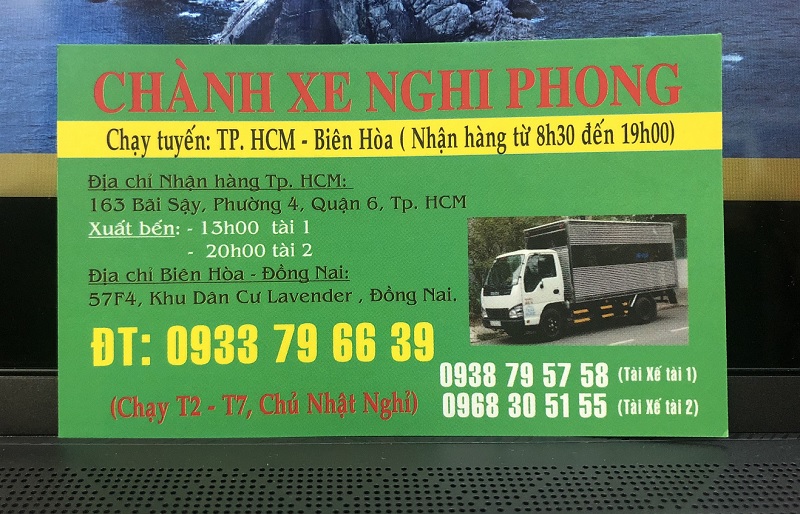 CHÀNH XE NGHI PHONG
Chạy tuyến: TP. HCM - Biên Hòa ( Nhận hàng từ 8h30 đến 19h00)
Địa chỉ Nhận hàng Tp. HCM:
163 Bãi Sậy, Phường 4, Quận 6, Tp. HCM
Xuất bến: - 13h00 tài 1
- 20h00 tài 2
Địa chỉ Biên Hòa - Đồng Nai:
57F4, Khu Dân Cư Lavender , Đồng Nai.
ĐT: 0933 79 66 39
0938 79 57 58 (Tài Xế tài 1)
0968 30 51 55 (Tài Xế tài 2)
(Chạy T2 - T7, Chủ Nhật Nghỉ)